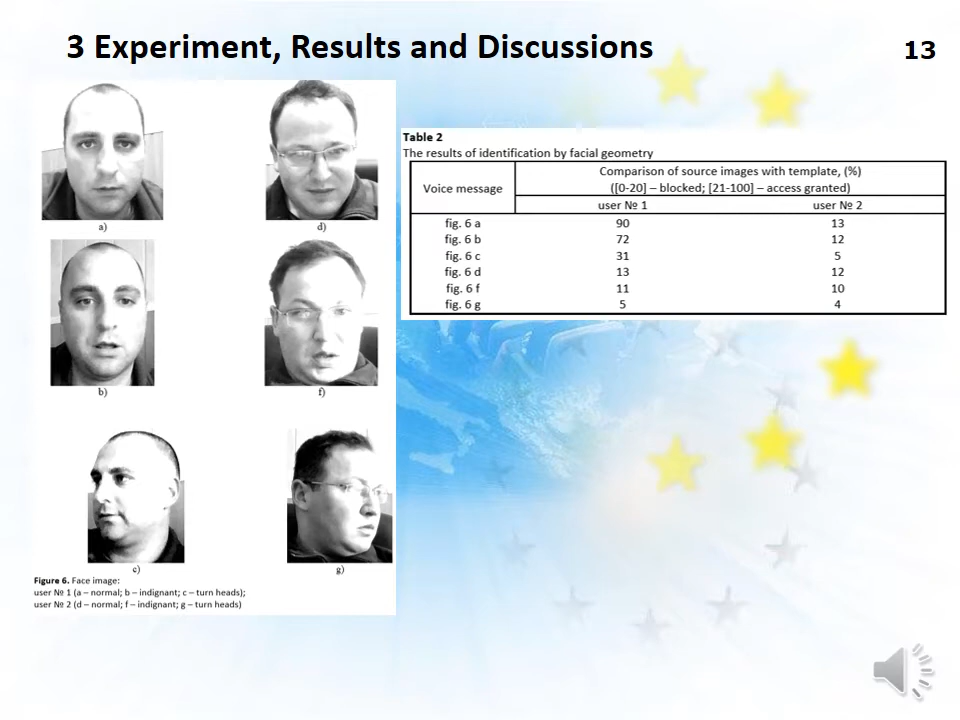 3 Experiment, Results and Discussions
13
a)
d)
b)
f)
c)
g)
Figure 6. Face image:
user № 1 (a – normal; b – indignant; c – turn heads);
user № 2 (d – normal; f – indignant; g – turn heads)
Table 2
The results of identification by facial geometry
Voice message
Comparison of source images with template, (%)
([0-20] – blocked; [21-100] – access granted)
user № 1 user № 2
fig. 6 a 90 13
fig. 6 b 72 12
fig. 6 c 31 5
fig. 6 d 13 12
fig. 6 f 11 10
fig. 6 g 5 4